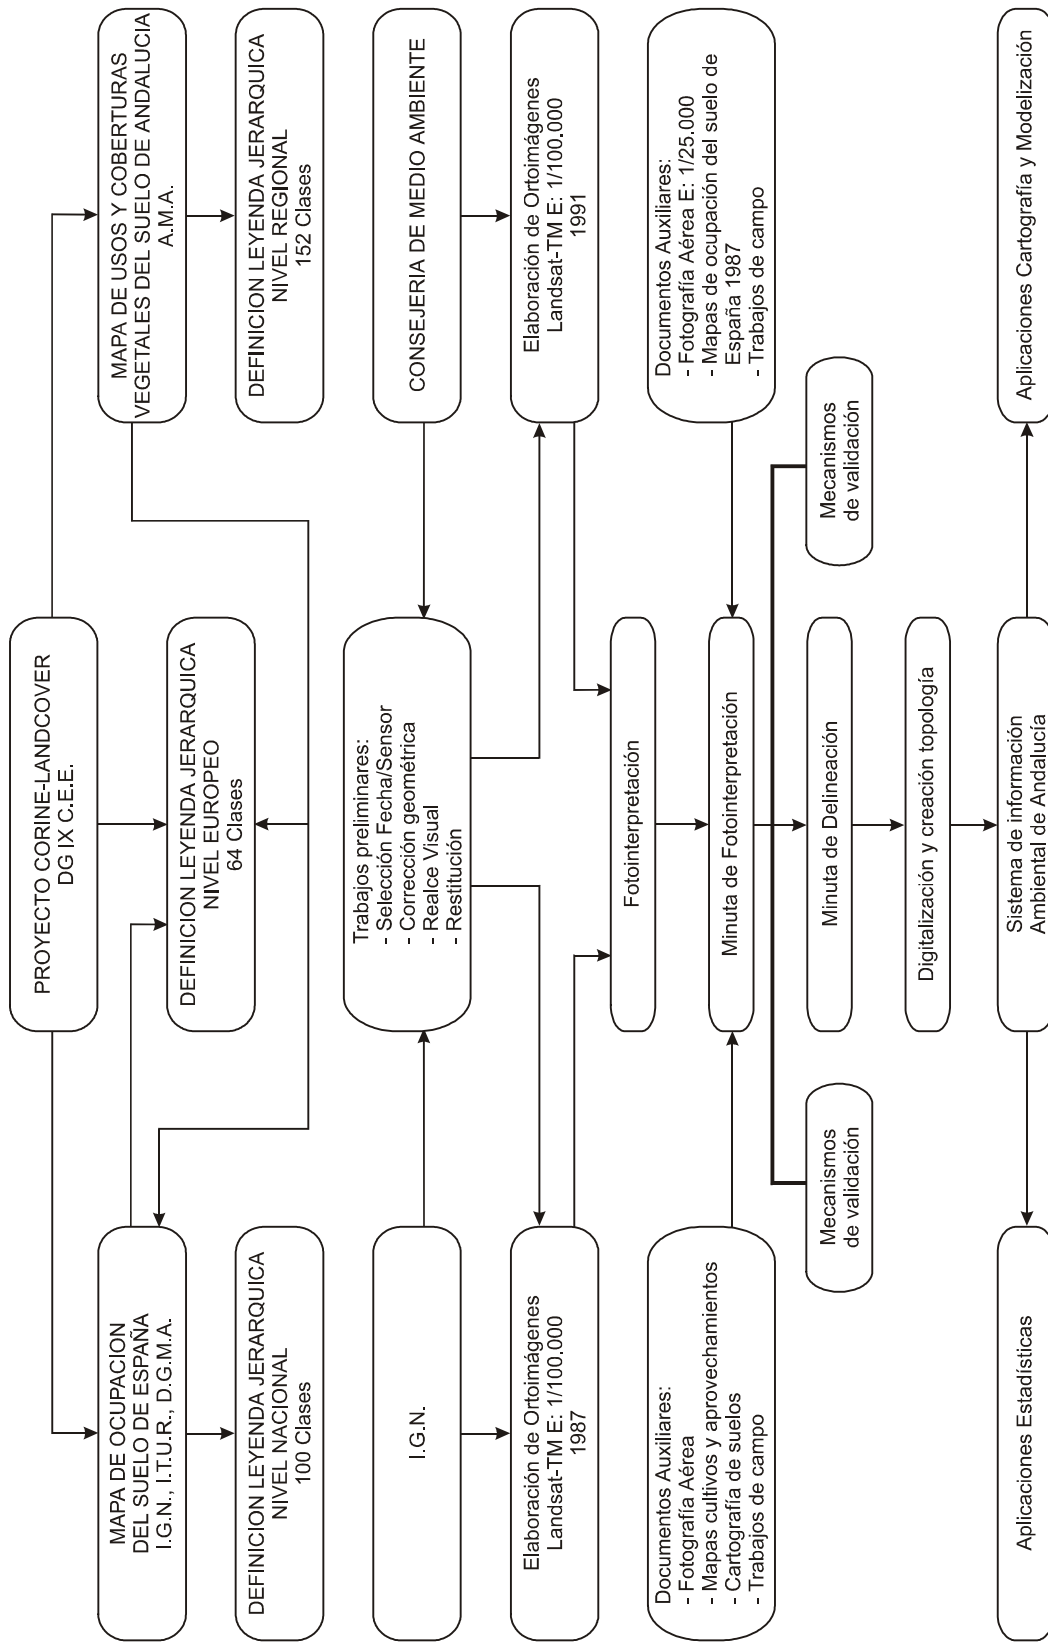 PROYECTO CORINE-LANDCOVER
DG IX C.E.E.
MAPA DE OCUPACION
DEL SUELO DE ESPAÑA
I.G.N., I.T.U.R., D.G.M.A.
MAPA DE USOS Y COBERTURAS
VEGETALES DEL SUELO DE ANDALUCIA
A.M.A.
DEFINICION LEYENDA JERARQUICA
NIVEL NACIONAL
100 Clases
DEFINICION LEYENDA JERARQUICA
NIVEL EUROPEO
64 Clases
DEFINICION LEYENDA JERARQUICA
NIVEL REGIONAL
152 Clases
I.G.N.
Trabajos preliminares:
- Selección Fecha/Sensor
- Corrección geométrica
- Realce Visual
- Restitución
CONSEJERIA DE MEDIO AMBIENTE
Elaboración de Ortoimágenes
Landsat-TM E: 1/100.000
1987
Elaboración de Ortoimágenes
Landsat-TM E: 1/100.000
1991
Fotointerpretación
Documentos Auxiliares:
- Fotografía Aérea
- Mapas cultivos y aprovechamientos
- Cartografía de suelos
- Trabajos de campo
Minuta de Fotointerpretación
Documentos Auxiliares:
- Fotografía Aérea E: 1/25.000
- Mapas de ocupación del suelo de
España 1987
- Trabajos de campo
Mecanismos
de validación
Minuta de Delineación
Mecanismos
de validación
Digitalización y creación topología
Aplicaciones Estadísticas
Sistema de información
Ambiental de Andalucía
Aplicaciones Cartografía y Modelización